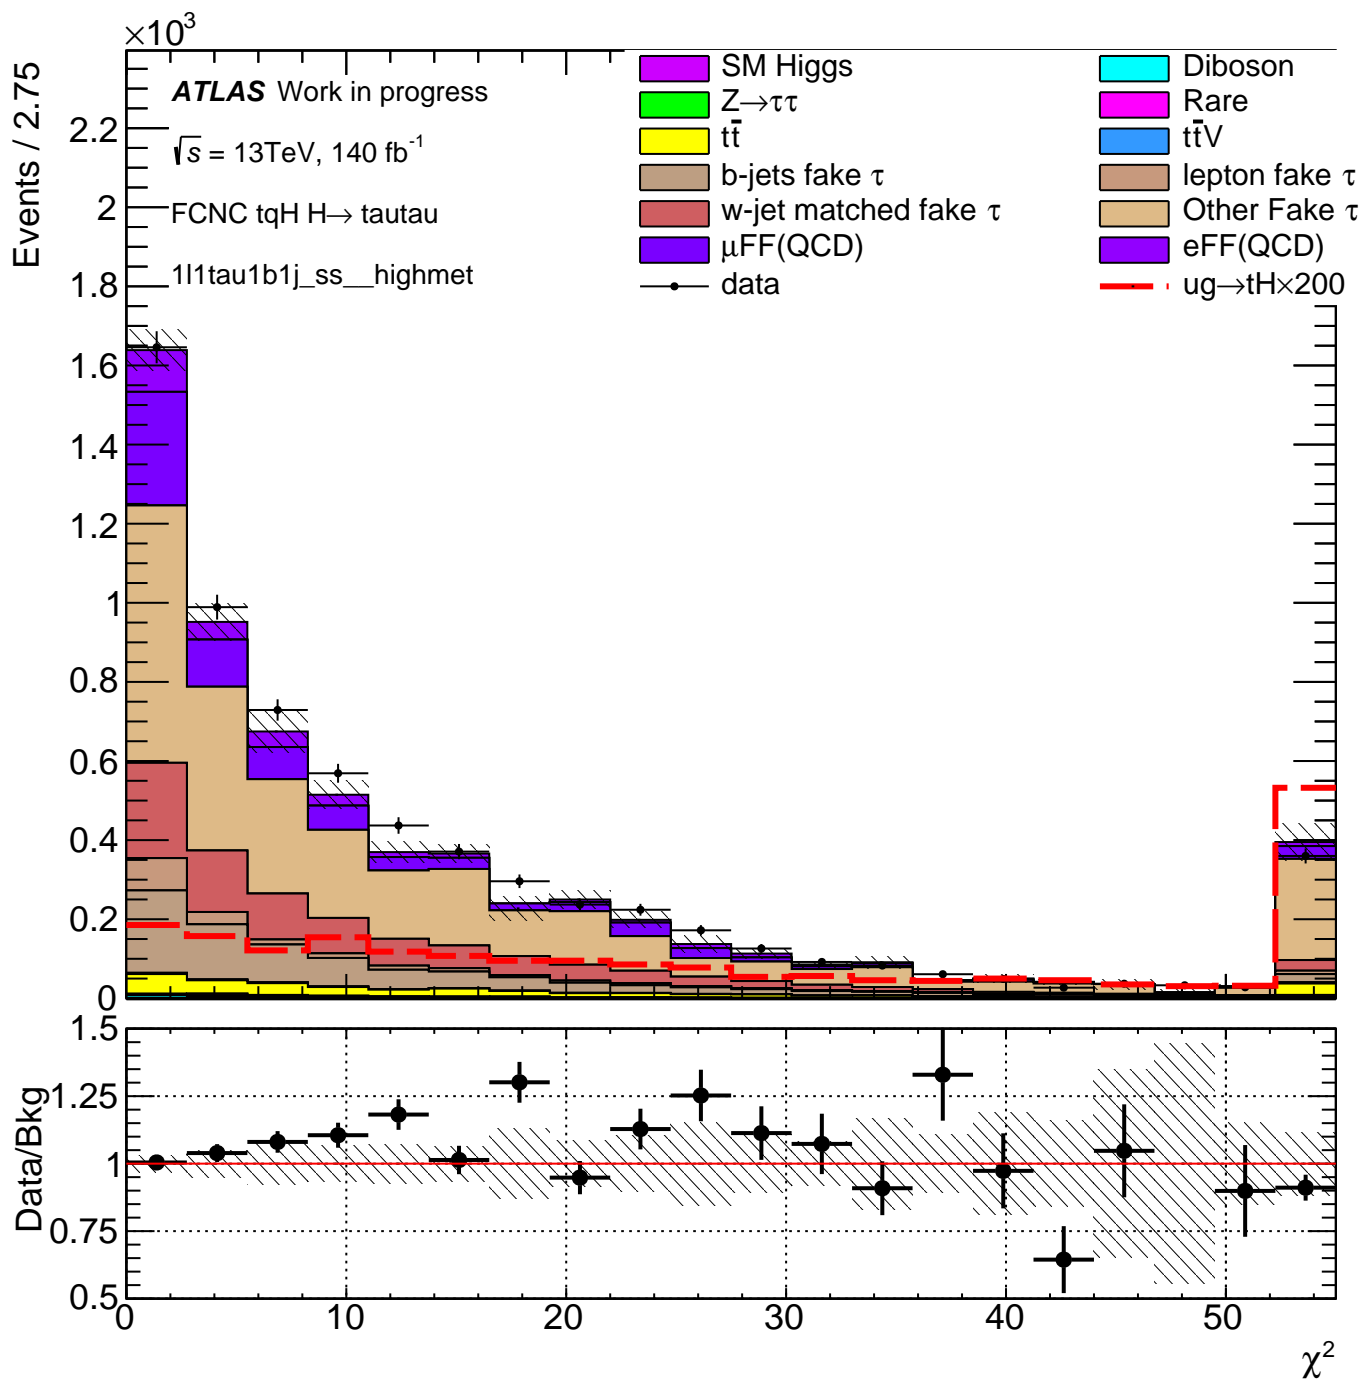 ×10³
Events / 2.75
ATLAS Work in progress
√s = 13TeV, 140 fb⁻¹
FCNC tqH H→ tautau
1l1tau1b1j_ss__highmet
SM Higgs
Diboson
Z→ττ
Rare
tt̄
tt̄V
b-jets fake τ
lepton fake τ
w-jet matched fake τ
Other Fake τ
μFF(QCD)
eFF(QCD)
data
ug→tH×200
2.2
2
1.8
1.6
1.4
1.2
1
0.8
0.6
0.4
0.2
0
Data/Bkg
1.5
1.25
1
0.75
0.5
0 10 20 30 40 50
χ²